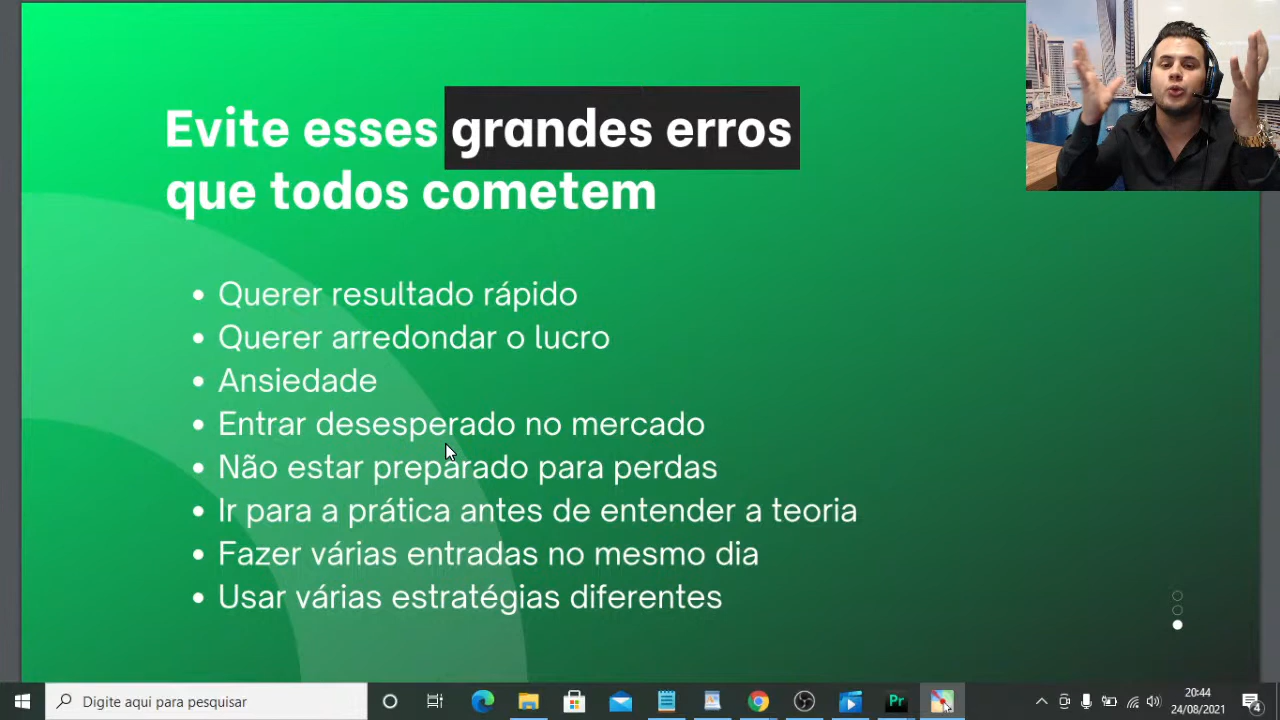 Evite esses grandes erros
que todos cometem
Querer resultado rápido
Querer arredondar o lucro
Ansiedade
Entrar desesperado no mercado
Não estar preparado para perdas
Ir para a prática antes de entender a teoria
Fazer várias entradas no mesmo dia
Usar várias estratégias diferentes
Digite aqui para pesquisar
Pr
20:44
24/08/2021
4